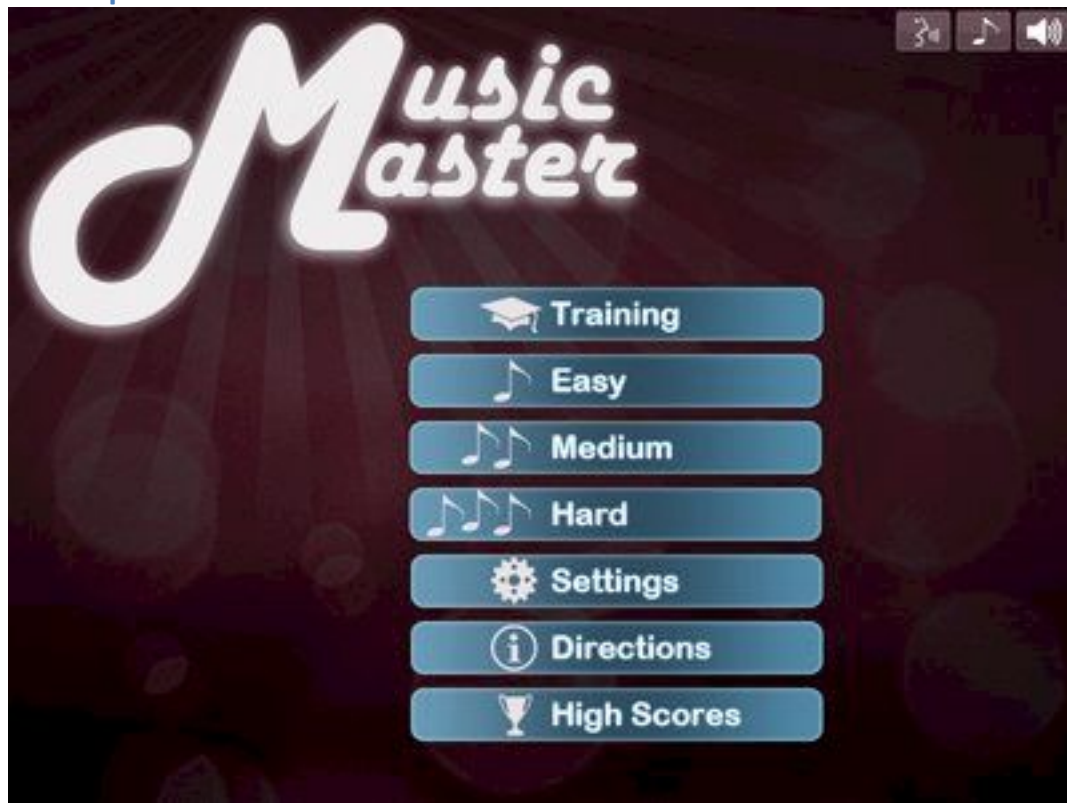 Music
Master
Training
Easy
Medium
Hard
Settings
Directions
High Scores